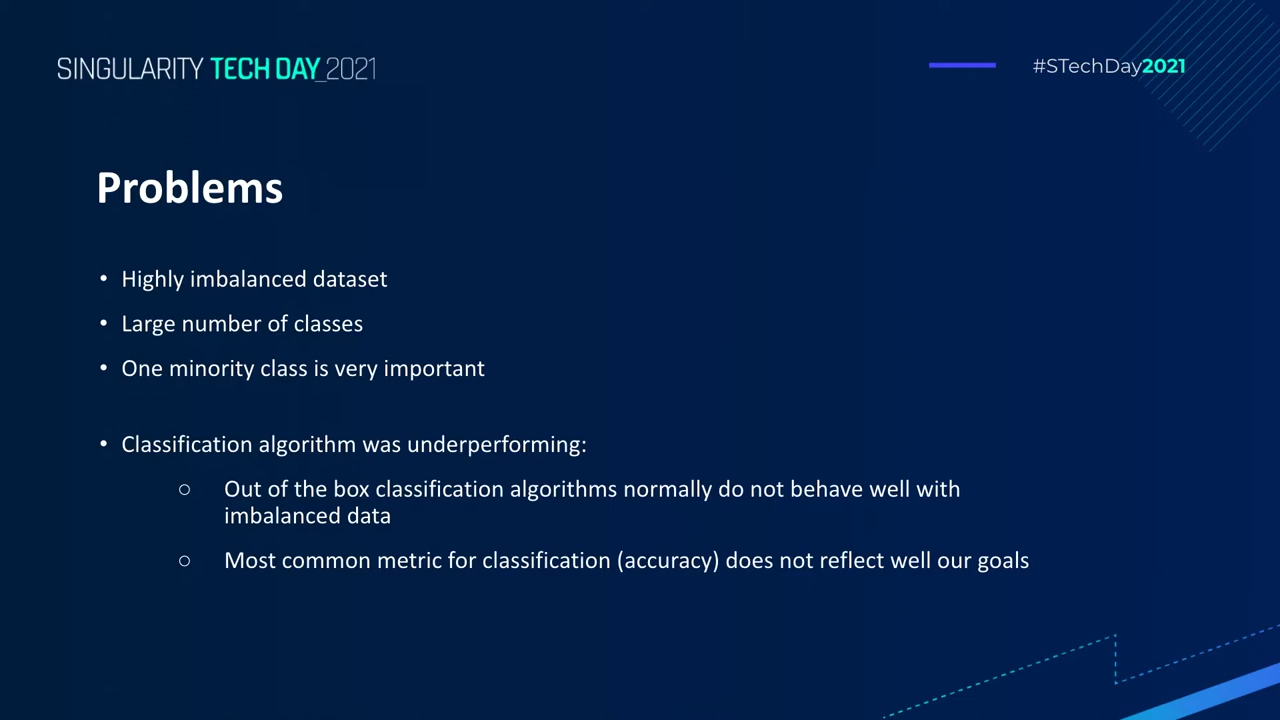 SINGULARITY TECH DAY_2021
#STechDay2021
Problems
• Highly imbalanced dataset
• Large number of classes
• One minority class is very important
• Classification algorithm was underperforming:
○ Out of the box classification algorithms normally do not behave well with
imbalanced data
○ Most common metric for classification (accuracy) does not reflect well our goals